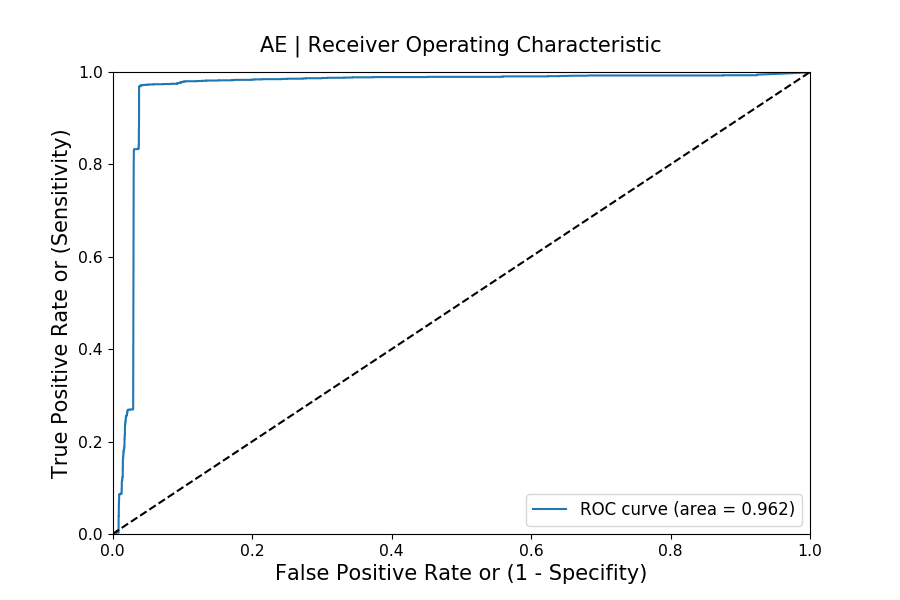 AE | Receiver Operating Characteristic
1.0
0.8
0.6
0.4
0.2
0.0
True Positive Rate or (Sensitivity)
ROC curve (area = 0.962)
0.0 0.2 0.4 0.6 0.8 1.0
False Positive Rate or (1 - Specifity)